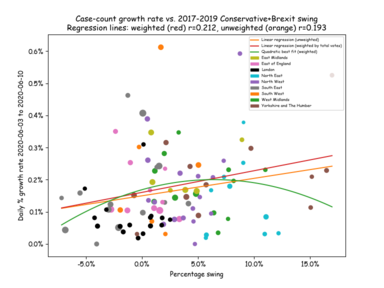 Case-count growth rate vs. 2017-2019 Conservative+Brexit swing
Regression lines: weighted (red) r=0.212, unweighted (orange) r=0.193
Linear regression (unweighted)
Linear regression (weighted by total votes)
Quadratic best fit (weighted)
East Midlands
East of England
London
North East
North West
South East
South West
West Midlands
Yorkshire and The Humber
0.6%
0.5%
0.4%
0.3%
0.2%
0.1%
0.0%
Daily % growth rate 2020-06-03 to 2020-06-10
-5.0%
0.0%
5.0%
10.0%
15.0%
Percentage swing